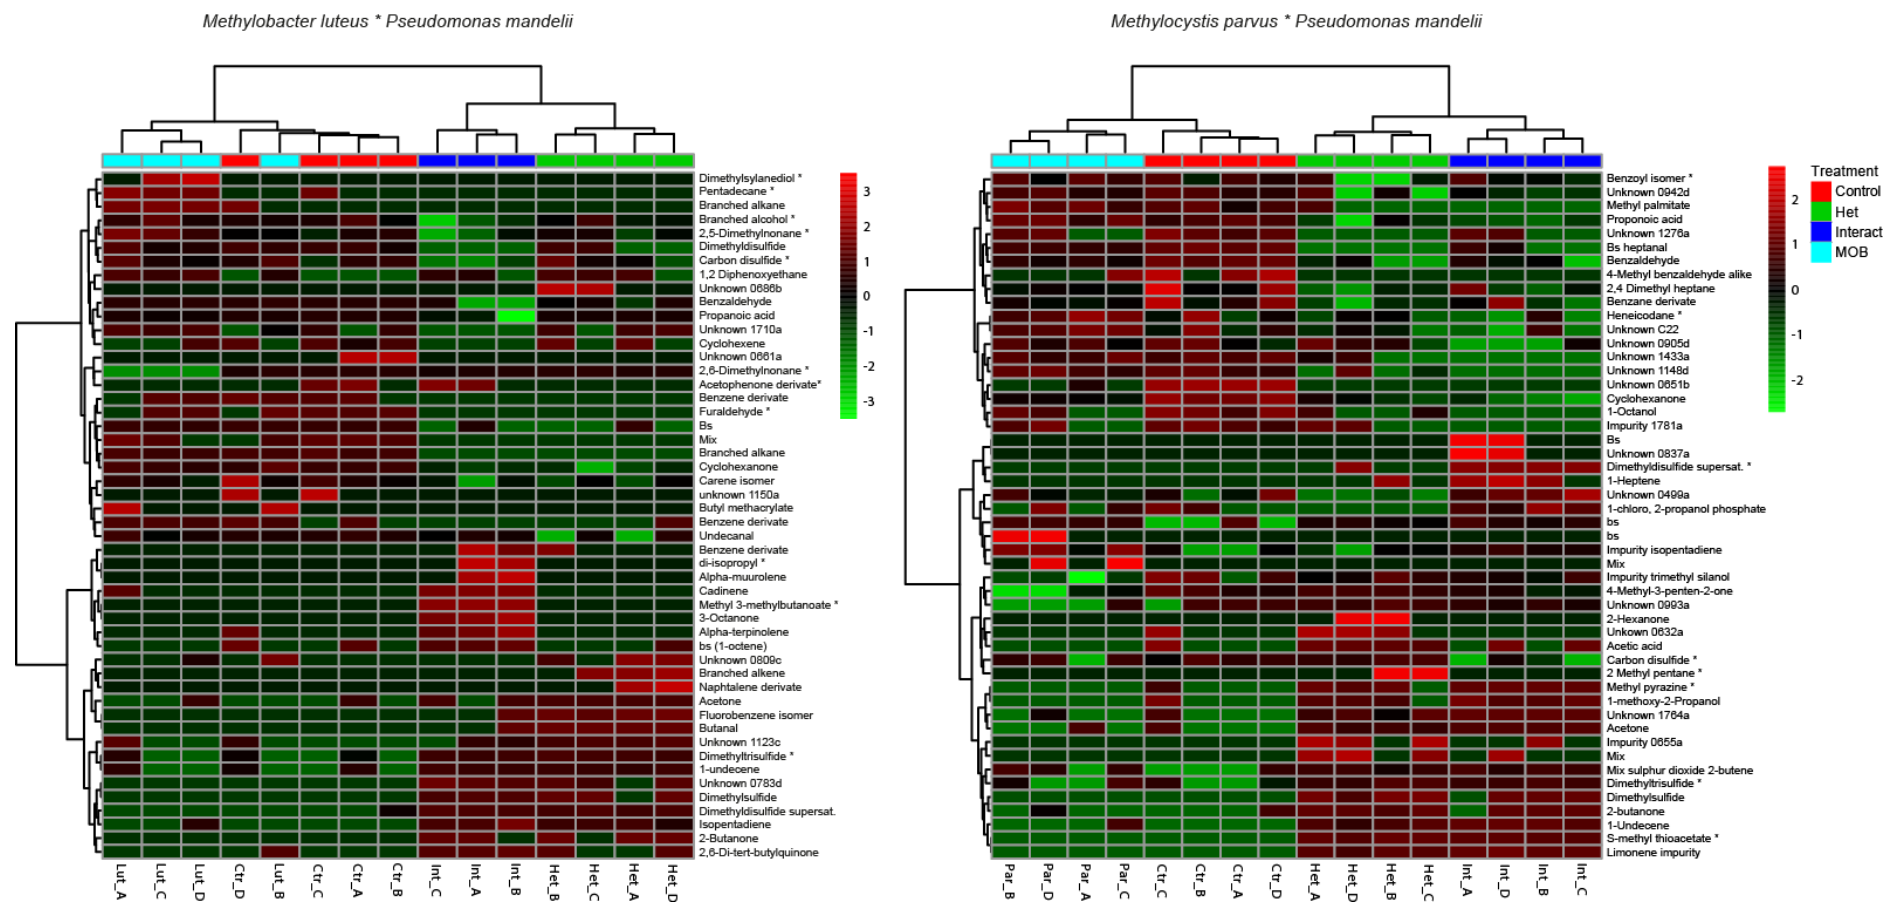 Methylobacter luteus * Pseudomonas mandelii
Dimethylsylanediol *
Pentadecane *
Branched alkane
Branched alcohol *
2,5-Dimethylnonane *
Dimethyldisulfide
Carbon disulfide *
1,2 Diphenoxyethane
Unknown 0686b
Benzaldehyde
Propanoic acid
Unknown 1710a
Cyclohexene
Unknown 0661a
2,6-Dimethylnonane *
Acetophenone derivate*
Benzene derivate
Furaldehyde *
Bs
Mix
Branched alkane
Cyclohexanone
Carene isomer
unknown 1150a
Butyl methacrylate
Benzene derivate
Undecanal
Benzene derivate
di-isopropyl *
Alpha-muurolene
Cadinene
Methyl 3-methylbutanoate *
3-Octanone
Alpha-terpinolene
bs (1-octene)
Unknown 0809c
Branched alkene
Naphtalene derivate
Acetone
Fluorobenzene isomer
Butanal
Unknown 1123c
Dimethyltrisulfide *
1-undecene
Unknown 0783d
Dimethylsulfide
Dimethyldisulfide supersat.
Isopentadiene
2-Butanone
2,6-Di-tert-butylquinone
Lut_A
Lut_C
Lut_D
Ctr_D
Lut_B
Ctr_C
Ctr_A
Ctr_B
Int_C
Int_A
Int_B
Het_B
Het_C
Het_A
Het_D
3
2
1
0
-1
-2
-3
Methylocystis parvus * Pseudomonas mandelii
Benzoyl isomer *
Unknown 0942d
Methyl palmitate
Proponoic acid
Unknown 1276a
Bs heptanal
Benzaldehyde
4-Methyl benzaldehyde alike
2,4 Dimethyl heptane
Benzane derivate
Heneicodane *
Unknown C22
Unknown 0905d
Unknown 1433a
Unknown 1148d
Unknown 0651b
Cyclohexanone
1-Octanol
Impurity 1781a
Bs
Unknown 0837a
Dimethyldisulfide supersat. *
1-Heptene
Unknown 0499a
1-chloro, 2-propanol phosphate
bs
bs
Impurity isopentadiene
Mix
Impurity trimethyl silanol
4-Methyl-3-penten-2-one
Unknown 0993a
2-Hexanone
Unkown 0632a
Acetic acid
Carbon disulfide *
2 Methyl pentane *
Methyl pyrazine *
1-methoxy-2-Propanol
Unknown 1764a
Acetone
Impurity 0655a
Mix
Mix sulphur dioxide 2-butene
Dimethyltrisulfide *
Dimethylsulfide
2-butanone
1-Undecene
S-methyl thioacetate *
Limonene impurity
Par_B
Par_D
Par_A
Par_C
Ctr_C
Ctr_B
Ctr_A
Ctr_D
Het_A
Het_D
Het_B
Het_C
Int_A
Int_D
Int_B
Int_C
2
1
0
-1
-2
Treatment
Control
Het
Interact
MOB